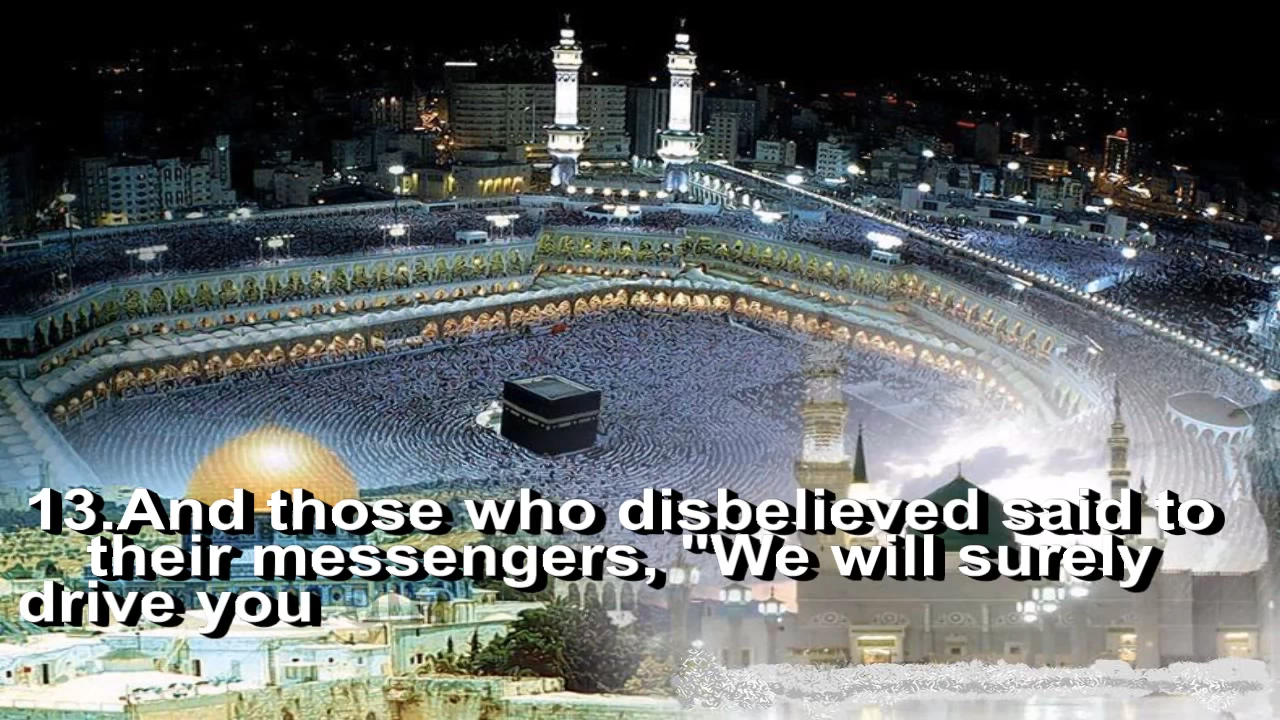 13.And those who disbelieved said to
their messengers, "We will surely
drive you